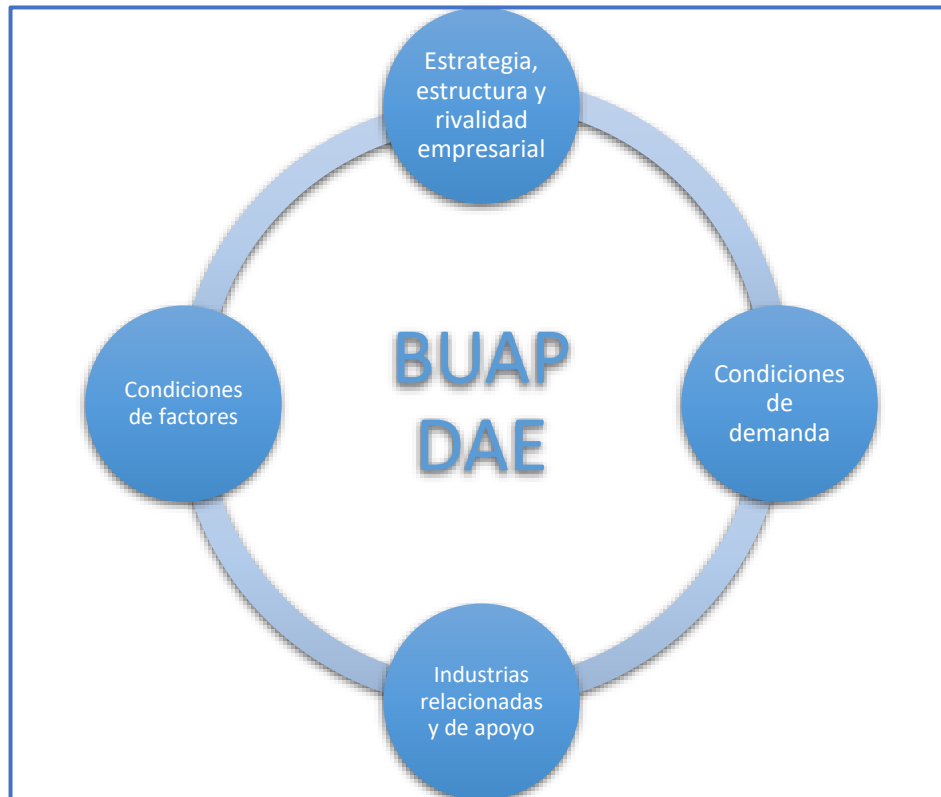 Estrategia,
estructura y
rivalidad
empresarial
Condiciones
de factores
BUAP
DAE
Condiciones
de
demanda
Industrias
relacionadas
y de apoyo